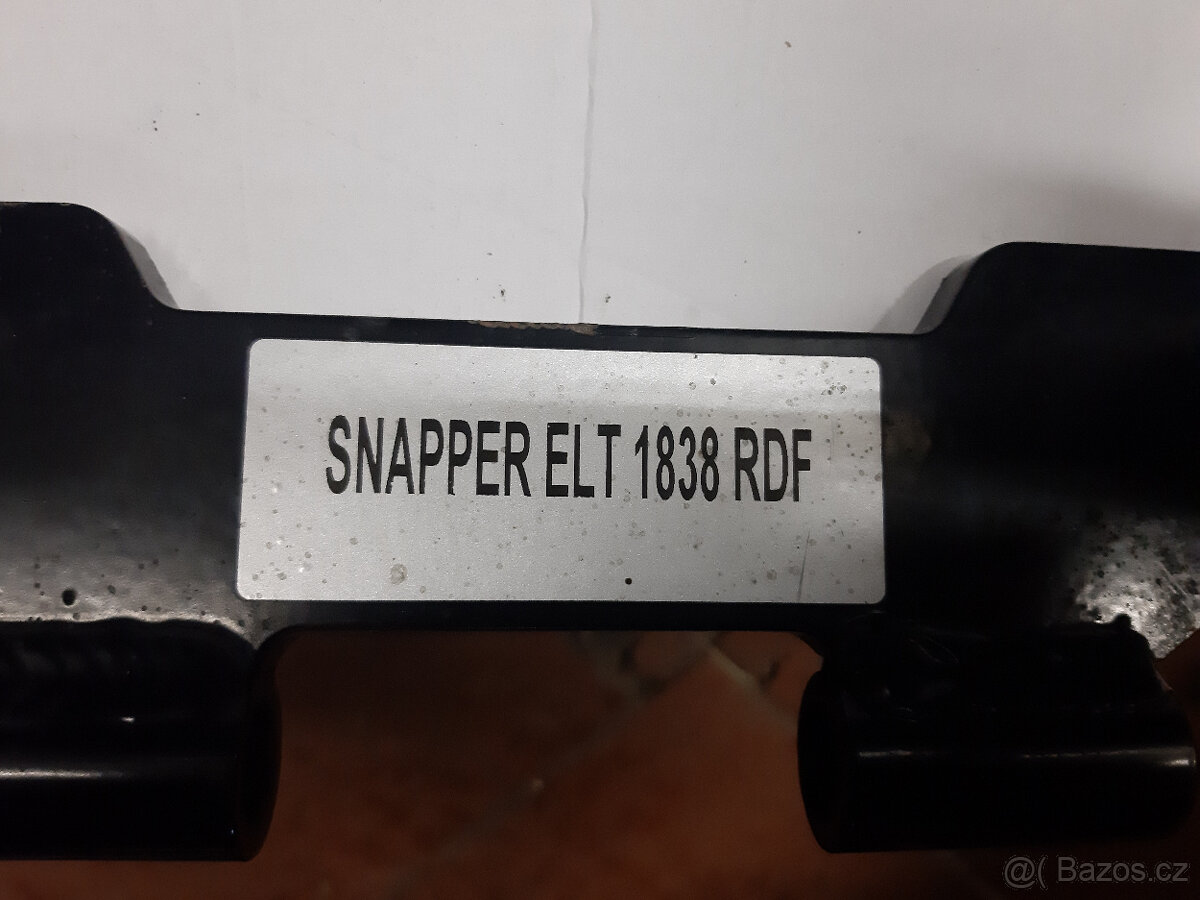 SNAPPER ELT 1838 RDF
@( Bazos.cz